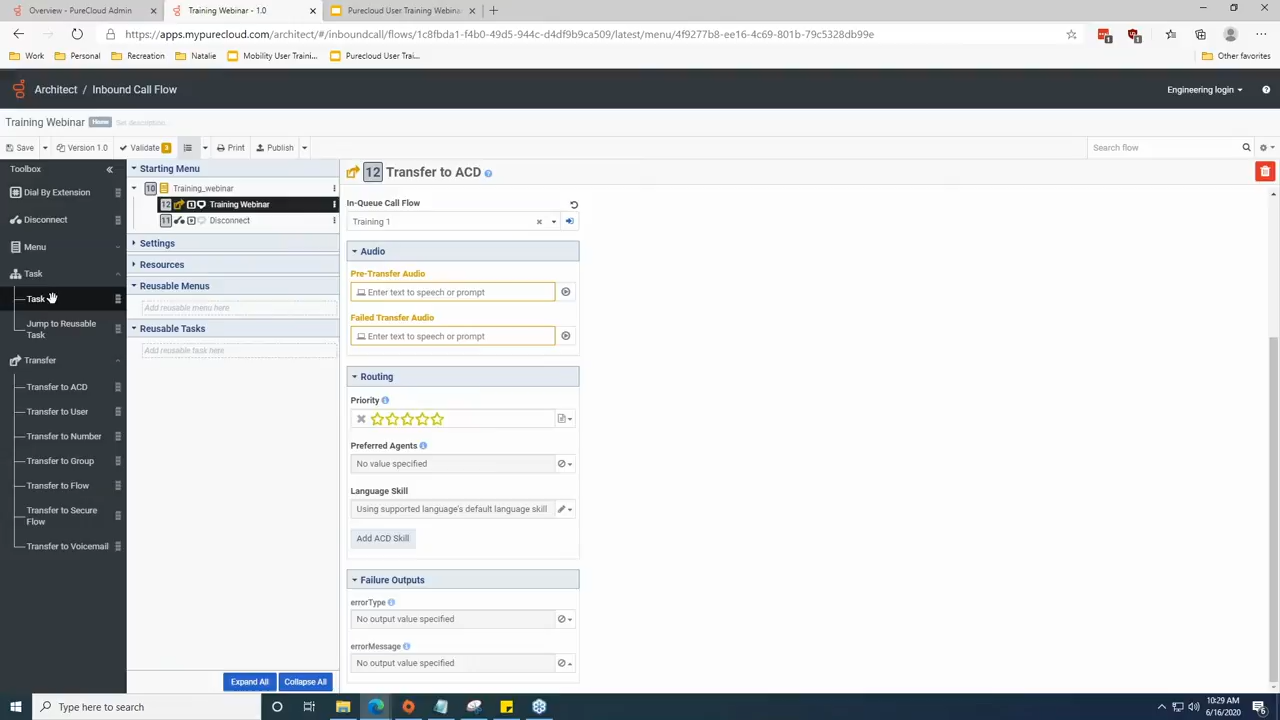 Overview - PureCloud Admin
Training Webinar - 1.0
Purecloud User Training Webinar
https://apps.mypurecloud.com/architect/#/inboundcall/flows/1c8fbda1-f4b0-49d5-944c-d4df9b9ca509/latest/menu/4f9277b8-ee16-4c69-801b-79c5328db99e
Work
Personal
Recreation
Natalie
Mobility User Traini...
Purecloud User Trai...
Other favorites
Architect / Inbound Call Flow
Engineering login
Training Webinar Home Set description...
Save
Version 1.0
Validate 3
Print
Publish
Search flow
Toolbox
Dial By Extension
Disconnect
Menu
Task
Task
Jump to Reusable
Task
Transfer
Transfer to ACD
Transfer to User
Transfer to Number
Transfer to Group
Transfer to Flow
Transfer to Secure
Flow
Transfer to Voicemail
Starting Menu
10 Training_webinar
12 Training Webinar
11 Disconnect
Settings
Resources
Reusable Menus
Add reusable menu here
Reusable Tasks
Add reusable task here
Expand All
Collapse All
12 Transfer to ACD
In-Queue Call Flow
Training 1
Audio
Pre-Transfer Audio
Enter text to speech or prompt
Failed Transfer Audio
Enter text to speech or prompt
Routing
Priority
Preferred Agents
No value specified
Language Skill
Using supported language's default language skill
Add ACD Skill
Failure Outputs
errorType
No output value specified
errorMessage
No output value specified
Type here to search
10:29 AM
6/16/2020